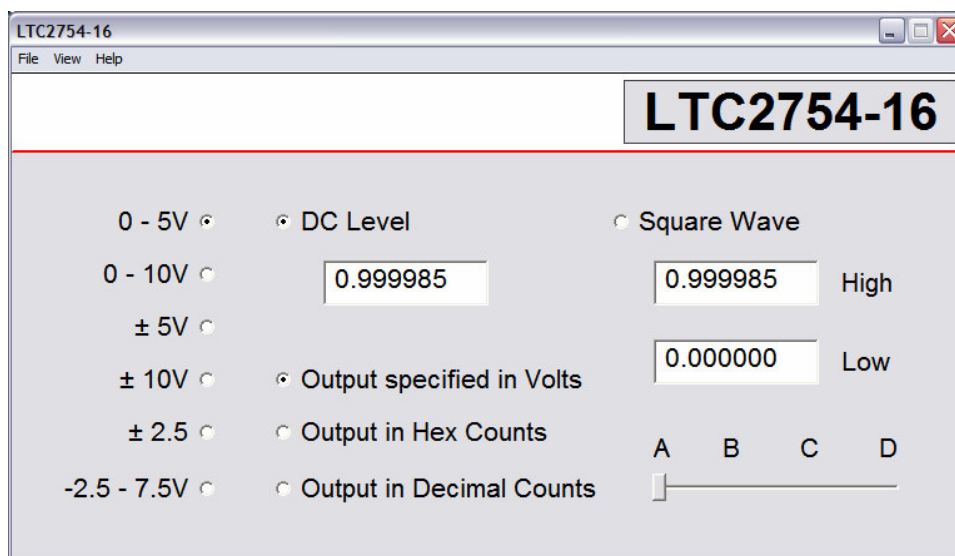 LTC2754-16
File View Help
LTC2754-16
0 - 5V DC Level Square Wave
0 - 10V 0.999985 0.999985 High
± 5V
0.000000 Low
± 10V Output specified in Volts
± 2.5 Output in Hex Counts
A B C D
-2.5 - 7.5V Output in Decimal Counts